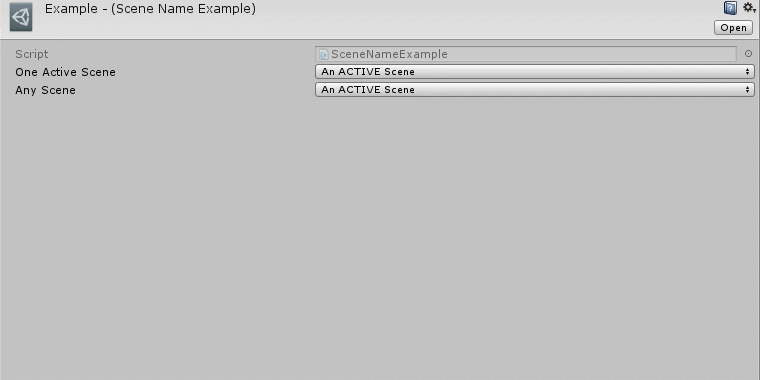 Example - (Scene Name Example)
Open
Script SceneNameExample
One Active Scene An ACTIVE Scene
Any Scene An ACTIVE Scene